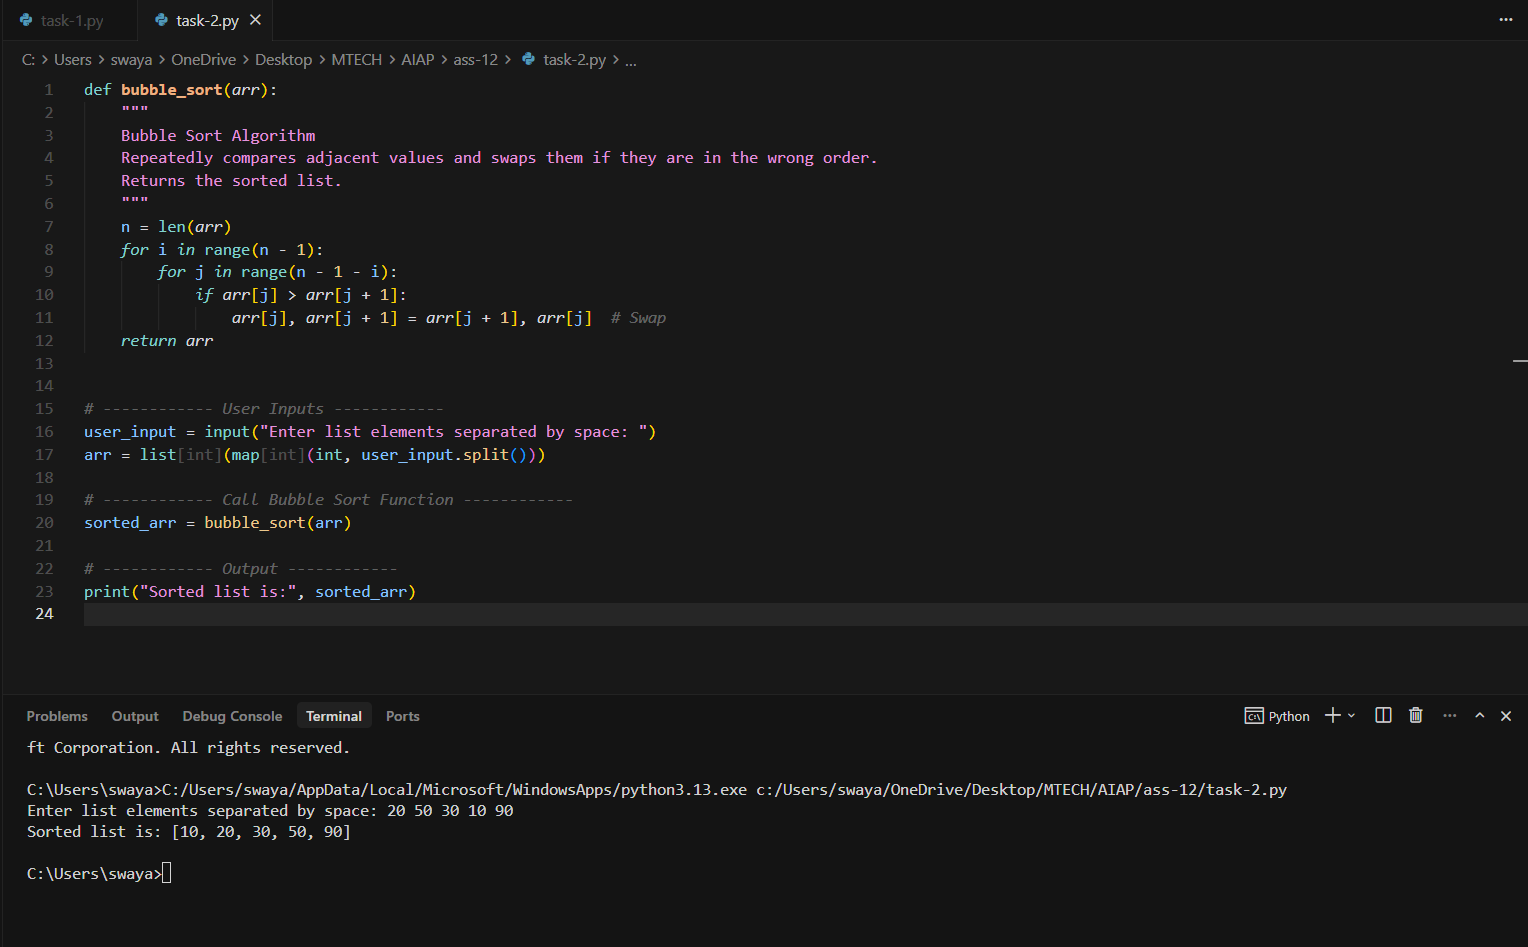 task-1.py task-2.py
C: > Users > swaya > OneDrive > Desktop > MTECH > AIAP > ass-12 > task-2.py > ...
1 def bubble_sort(arr):
2     """
3     Bubble Sort Algorithm
4     Repeatedly compares adjacent values and swaps them if they are in the wrong order.
5     Returns the sorted list.
6     """
7     n = len(arr)
8     for i in range(n - 1):
9         for j in range(n - 1 - i):
10             if arr[j] > arr[j + 1]:
11                 arr[j], arr[j + 1] = arr[j + 1], arr[j]  # Swap
12     return arr
13
14
15 # ------------ User Inputs ------------
16 user_input = input("Enter list elements separated by space: ")
17 arr = list[int](map[int](int, user_input.split()))
18
19 # ------------ Call Bubble Sort Function ------------
20 sorted_arr = bubble_sort(arr)
21
22 # ------------ Output ------------
23 print("Sorted list is:", sorted_arr)
24
Problems Output Debug Console Terminal Ports Python
ft Corporation. All rights reserved.
C:\Users\swaya>C:/Users/swaya/AppData/Local/Microsoft/WindowsApps/python3.13.exe c:/Users/swaya/OneDrive/Desktop/MTECH/AIAP/ass-12/task-2.py
Enter list elements separated by space: 20 50 30 10 90
Sorted list is: [10, 20, 30, 50, 90]
C:\Users\swaya>